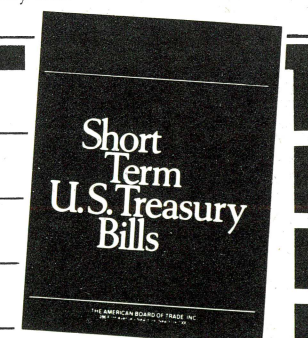 Short
Term
U.S. Treasury
Bills
THE AMERICAN BOARD OF TRADE INC.